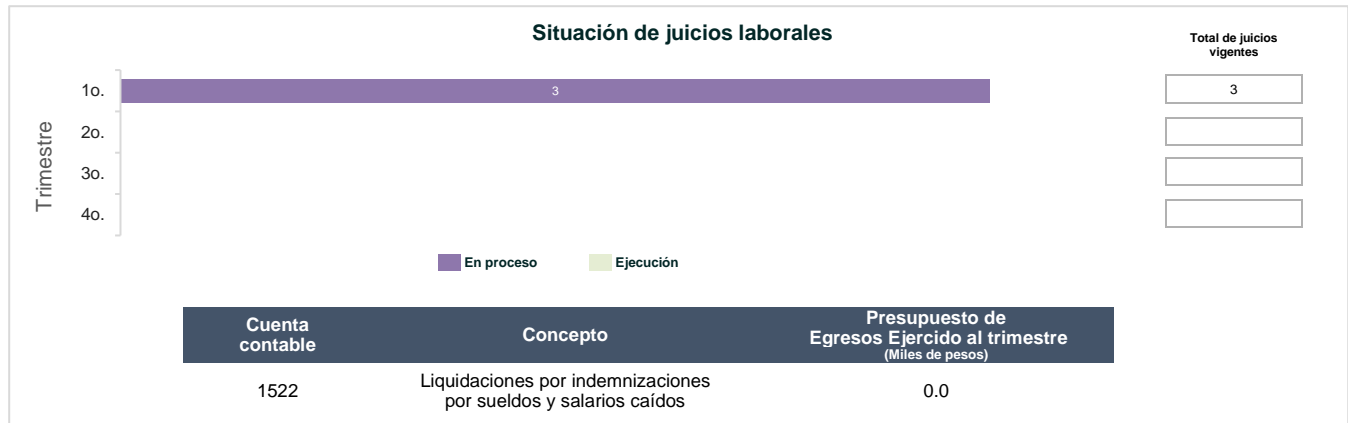 Situación de juicios laborales
Total de juicios
vigentes
Trimestre
1o.
3
3
2o.
3o.
4o.
En proceso
Ejecución
Cuenta
contable
Concepto
Presupuesto de
Egresos Ejercido al trimestre
(Miles de pesos)
1522
Liquidaciones por indemnizaciones
por sueldos y salarios caídos
0.0